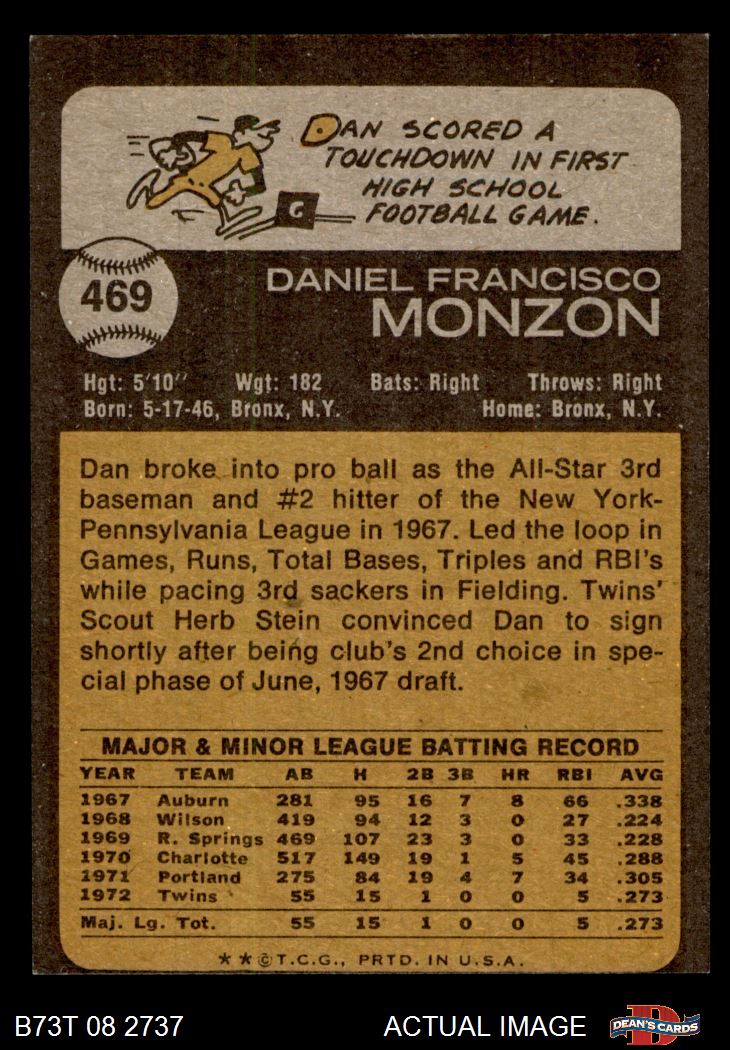 DAN SCORED A
TOUCHDOWN IN FIRST
HIGH SCHOOL
FOOTBALL GAME.
G
469
DANIEL FRANCISCO
MONZON
Hgt: 5'10" Wgt: 182 Bats: Right Throws: Right
Born: 5-17-46, Bronx, N.Y. Home: Bronx, N.Y.
Dan broke into pro ball as the All-Star 3rd
baseman and #2 hitter of the New York-
Pennsylvania League in 1967. Led the loop in
Games, Runs, Total Bases, Triples and RBI's
while pacing 3rd sackers in Fielding. Twins'
Scout Herb Stein convinced Dan to sign
shortly after being club's 2nd choice in spe-
cial phase of June, 1967 draft.
MAJOR & MINOR LEAGUE BATTING RECORD
YEAR TEAM AB H 2B 3B HR RBI AVG
1967 Auburn 281 95 16 7 8 66 .338
1968 Wilson 419 94 12 3 0 27 .224
1969 R. Springs 469 107 23 3 0 33 .228
1970 Charlotte 517 149 19 1 5 45 .288
1971 Portland 275 84 19 4 7 34 .305
1972 Twins 55 15 1 0 0 5 .273
Maj. Lg. Tot. 55 15 1 0 0 5 .273
★★©T.C.G., PRTD. IN U.S.A.
B73T 08 2737 ACTUAL IMAGE D DEAN'S CARDS